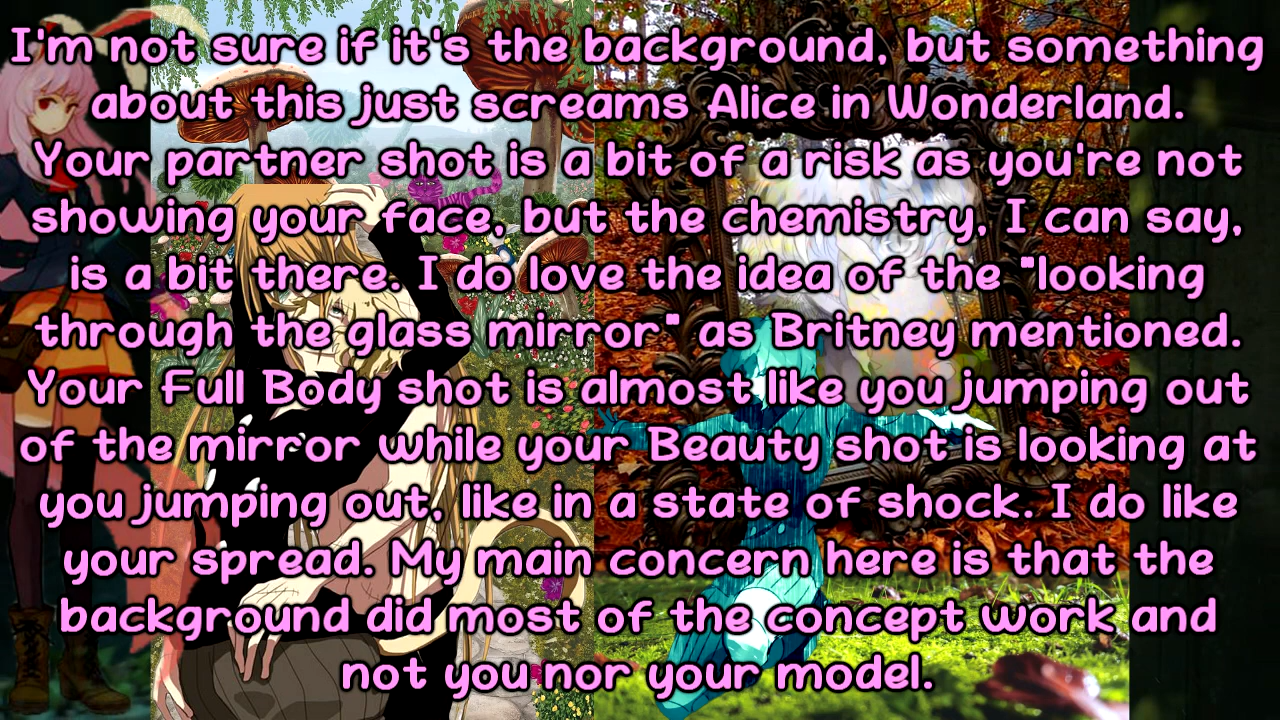 I'm not sure if it's the background, but something
about this just screams Alice in Wonderland.
Your partner shot is a bit of a risk as you're not
showing your face, but the chemistry, I can say,
is a bit there. I do love the idea of the "looking
through the glass mirror" as Britney mentioned.
Your Full Body shot is almost like you jumping out
of the mirror while your Beauty shot is looking at
you jumping out, like in a state of shock. I do like
your spread. My main concern here is that the
background did most of the concept work and
not you nor your model.